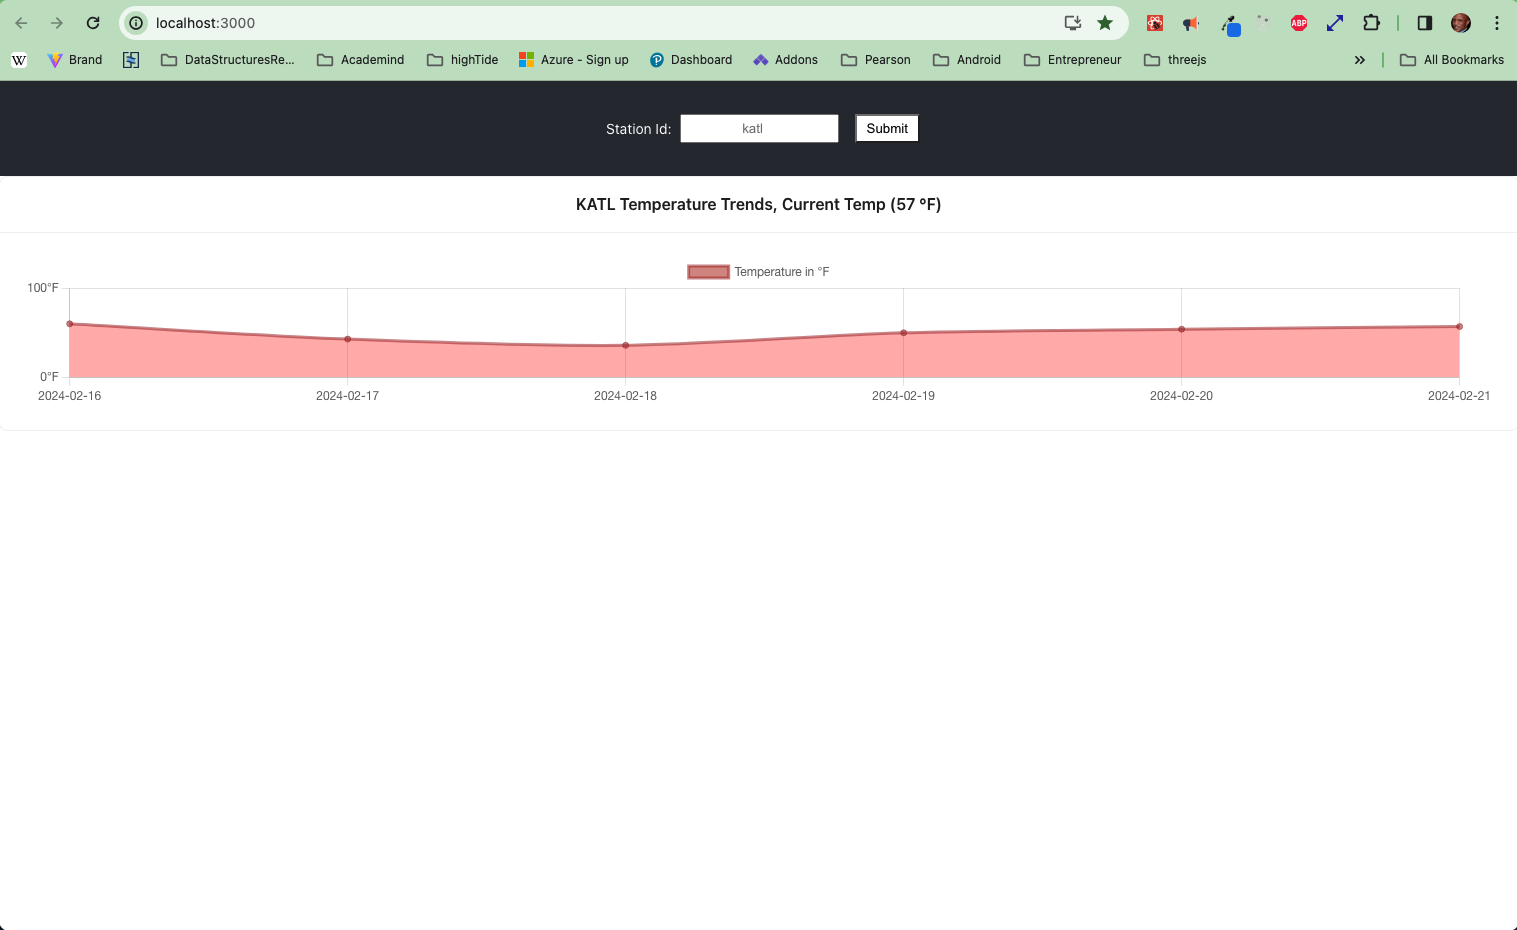 localhost:3000
ABP
W Brand DataStructuresRe... Academind highTide Azure - Sign up Dashboard Addons Pearson Android Entrepreneur threejs » All Bookmarks
Station Id: katl Submit
KATL Temperature Trends, Current Temp (57 ºF)
Temperature in °F
100°F
0°F
2024-02-16 2024-02-17 2024-02-18 2024-02-19 2024-02-20 2024-02-21